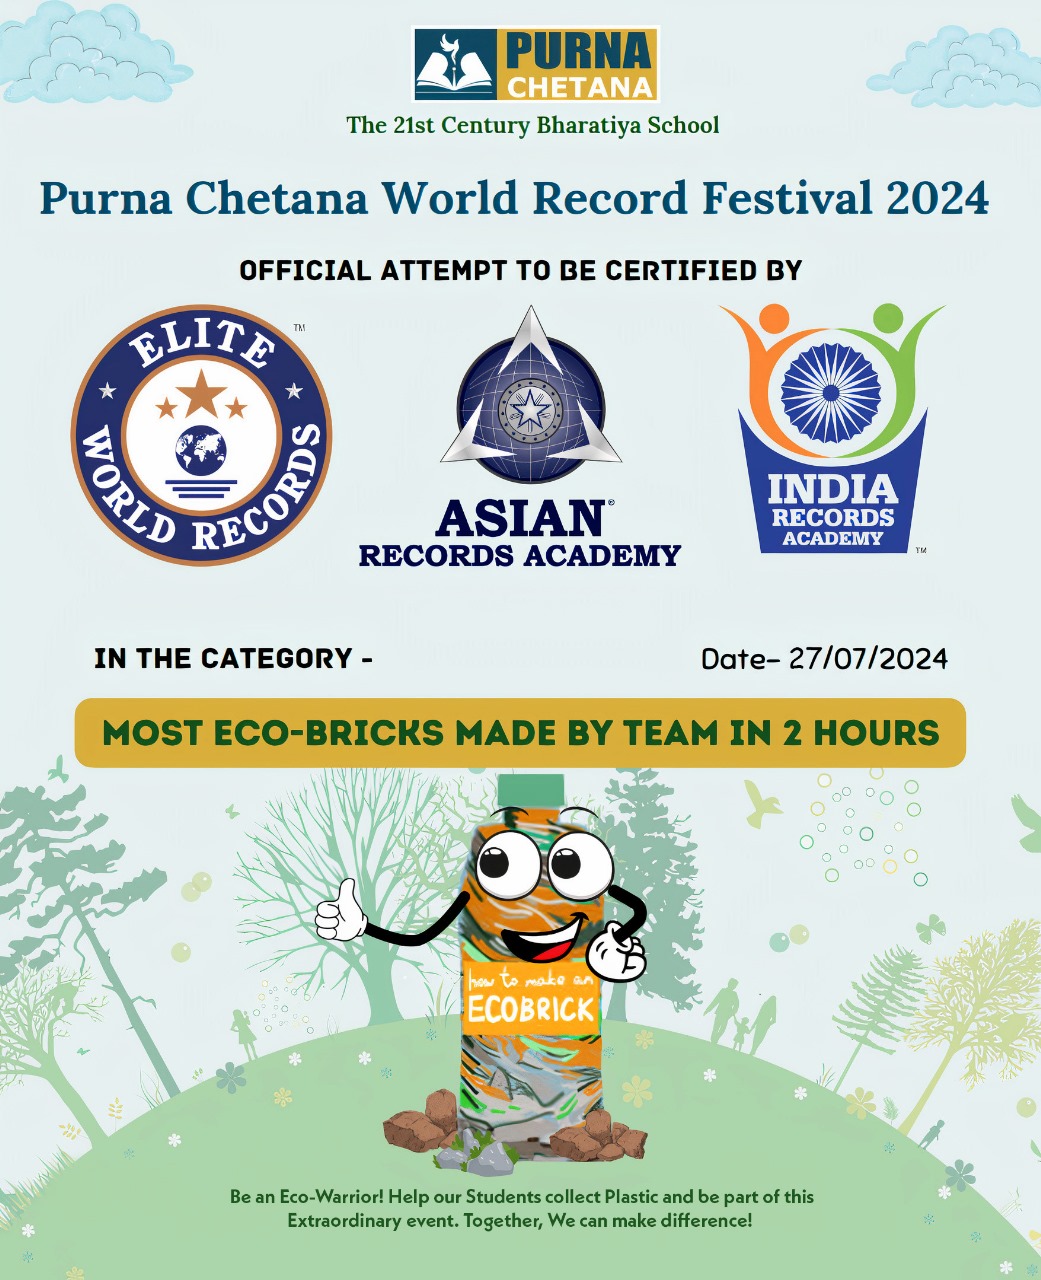 PURNA
CHETANA
The 21st Century Bharatiya School
Purna Chetana World Record Festival 2024
OFFICIAL ATTEMPT TO BE CERTIFIED BY
ELITE
WORLD RECORDS
TM
ASIAN®
RECORDS ACADEMY
INDIA
RECORDS
ACADEMY
TM
IN THE CATEGORY -
Date- 27/07/2024
MOST ECO-BRICKS MADE BY TEAM IN 2 HOURS
how to make an
ECOBRICK
Be an Eco-Warrior! Help our Students collect Plastic and be part of this
Extraordinary event. Together, We can make difference!